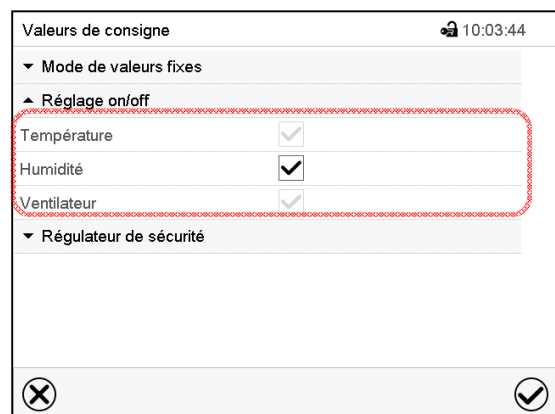 Valeurs de consigne 10:03:44
Mode de valeurs fixes
Réglage on/off
Température
Humidité
Ventilateur
Régulateur de sécurité